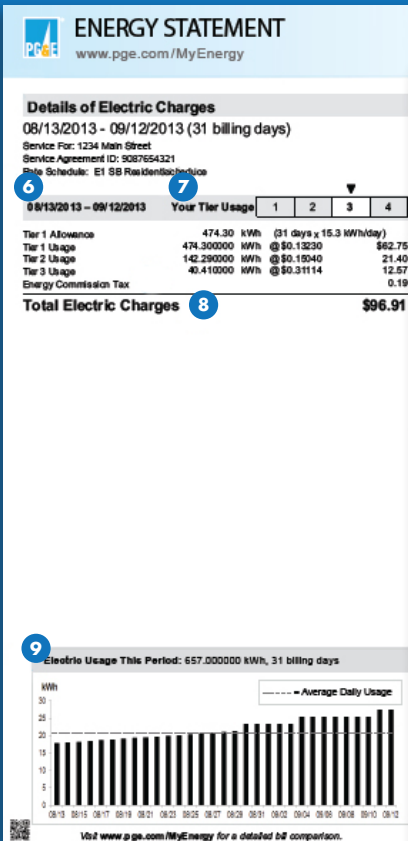 PG&E
ENERGY STATEMENT
www.pge.com/MyEnergy
Details of Electric Charges
08/13/2013 - 09/12/2013 (31 billing days)
Service For: 1234 Main Street
Service Agreement ID: 9087654321
Rate Schedule: E1 SB Residential
6
7
08/13/2013 – 09/12/2013 Your Tier Usage 1 2 3 4
Tier 1 Allowance 474.30 kWh (31 days x 15.3 kWh/day)
Tier 1 Usage 474.300000 kWh @ $0.13230 $62.75
Tier 2 Usage 142.290000 kWh @ $0.15040 21.40
Tier 3 Usage 40.410000 kWh @ $0.31114 12.57
Energy Commission Tax 0.19
Total Electric Charges 8 $96.91
9
Electric Usage This Period: 657.000000 kWh, 31 billing days
kWh
= Average Daily Usage
30
25
20
15
10
5
0
08/13 08/15 08/17 08/19 08/21 08/23 08/25 08/27 08/29 08/31 09/02 09/04 09/06 09/08 09/10 09/12
Visit www.pge.com/MyEnergy for a detailed bill comparison.